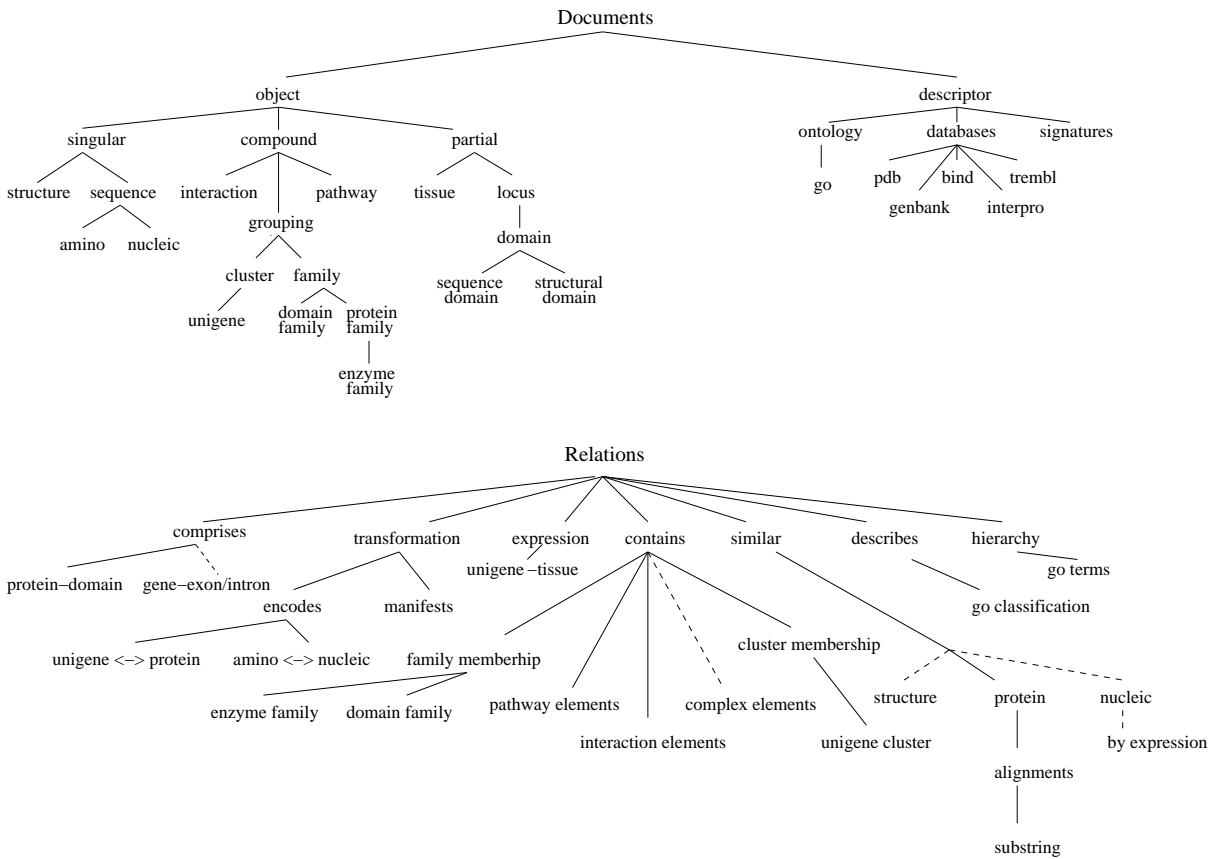 Documents
object
descriptor
singular
compound
partial
ontology
databases
signatures
structure
sequence
interaction
pathway
tissue
locus
go
pdb
bind
trembl
genbank
interpro
amino
nucleic
grouping
domain
cluster
family
sequence
domain
structural
domain
unigene
domain
family
protein
family
enzyme
family
Relations
comprises
transformation
expression
contains
similar
describes
hierarchy
protein−domain
gene−exon/intron
unigene −tissue
go terms
encodes
manifests
go classification
unigene <−> protein
amino <−> nucleic
family memberhip
cluster membership
enzyme family
domain family
pathway elements
complex elements
structure
protein
nucleic
interaction elements
unigene cluster
by expression
alignments
substring